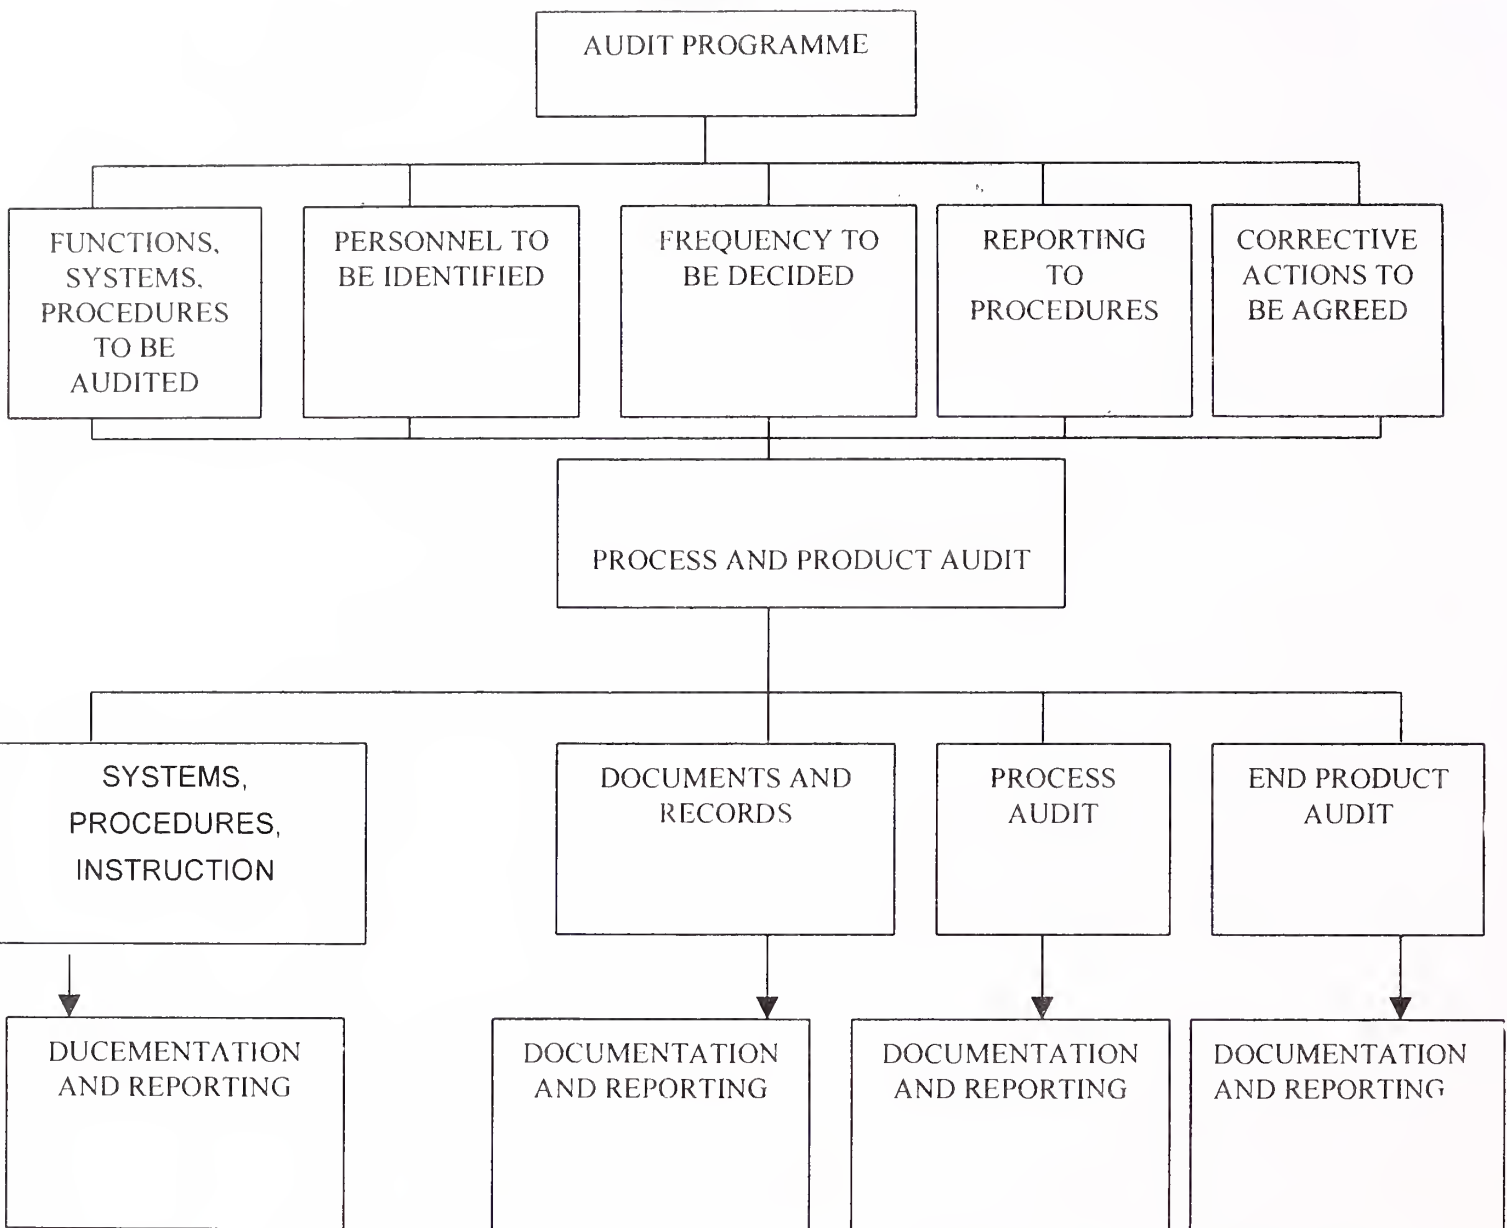 AUDIT PROGRAMME
FUNCTIONS,
SYSTEMS,
PROCEDURES
TO BE
AUDITED
PERSONNEL TO
BE IDENTIFIED
FREQUENCY TO
BE DECIDED
REPORTING
TO
PROCEDURES
CORRECTIVE
ACTIONS TO
BE AGREED
PROCESS AND PRODUCT AUDIT
SYSTEMS,
PROCEDURES,
INSTRUCTION
DOCUMENTS AND
RECORDS
PROCESS
AUDIT
END PRODUCT
AUDIT
DUCEMENTATION
AND REPORTING
DOCUMENTATION
AND REPORTING
DOCUMENTATION
AND REPORTING
DOCUMENTATION
AND REPORTING